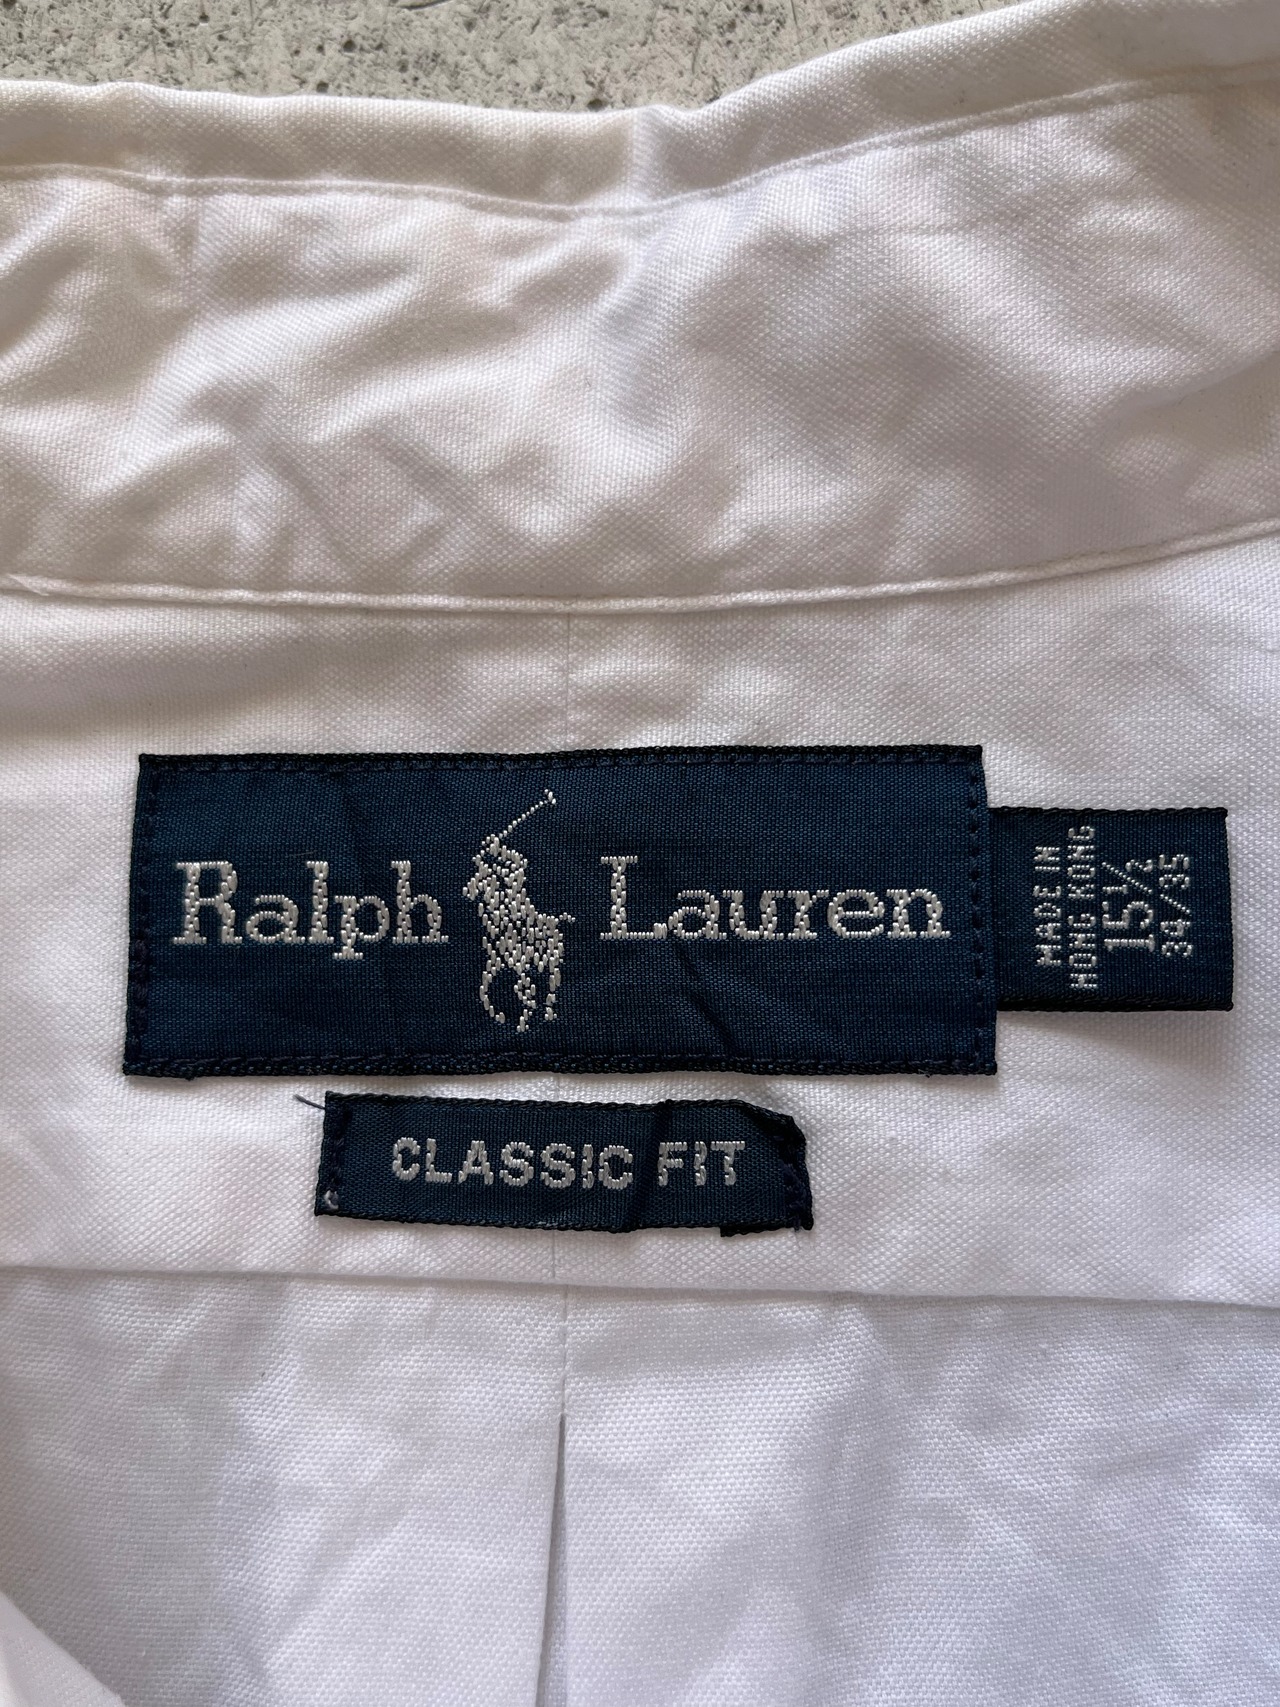 Ralph Lauren
MADE IN
HONG KONG
15½
34/35
CLASSIC FIT